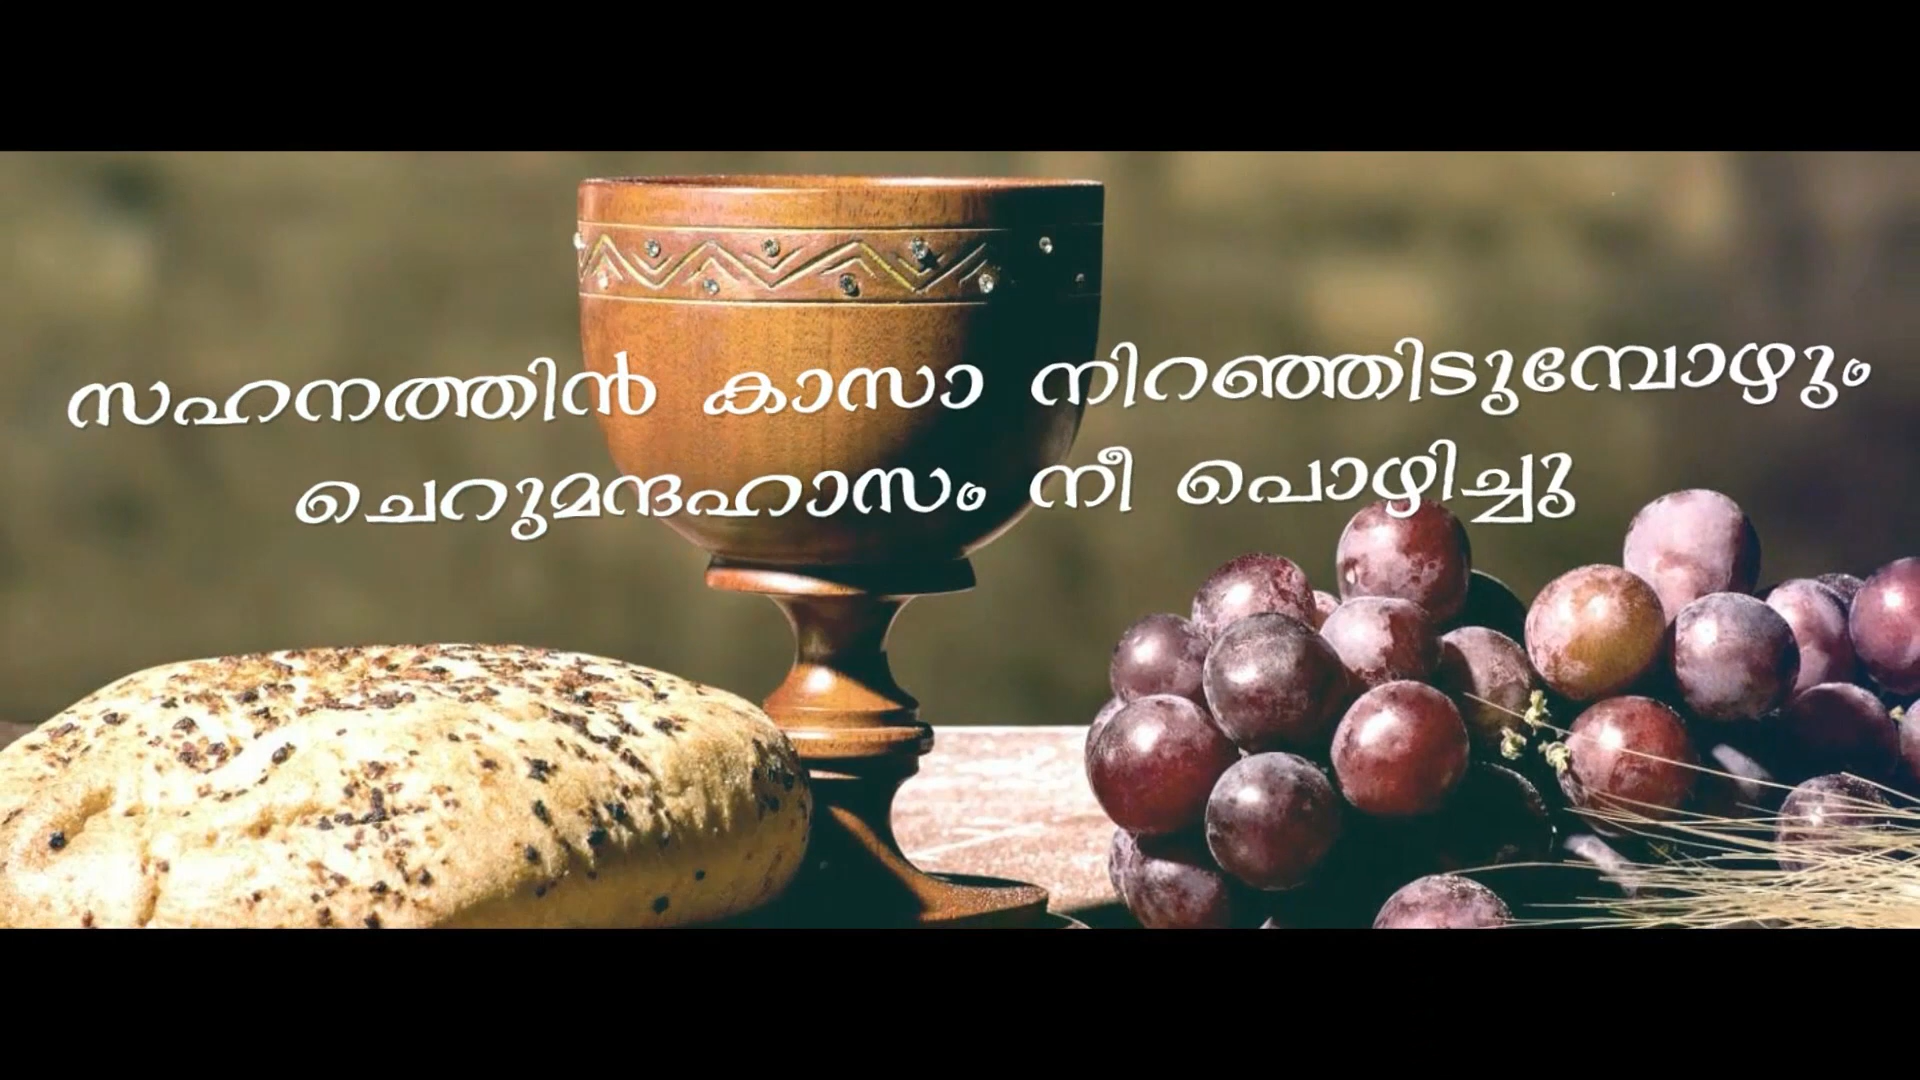 സഹനത്തിൻ കാസാ നിറഞ്ഞിടുമ്പോഴും
ചെറുമന്ദഹാസം നീ പൊഴിച്ചു